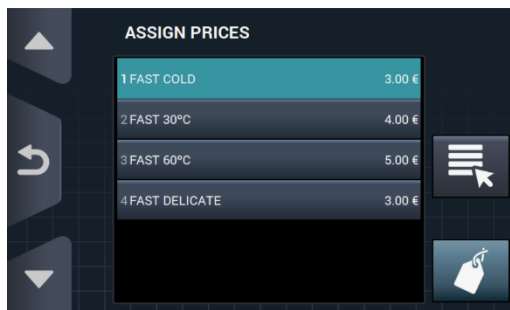 ASSIGN PRICES
1 FAST COLD 3.00 €
2 FAST 30ºC 4.00 €
3 FAST 60ºC 5.00 €
4 FAST DELICATE 3.00 €